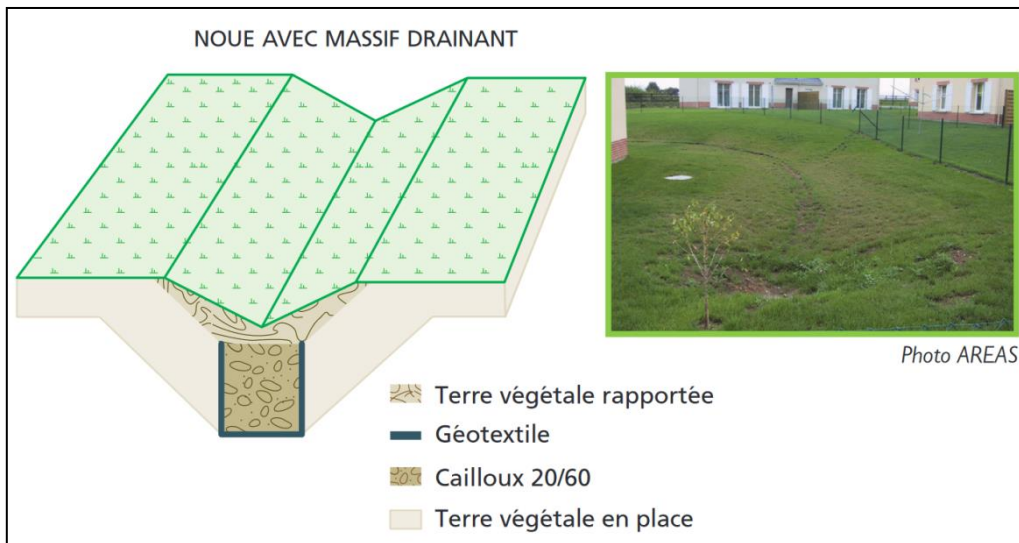 NOUE AVEC MASSIF DRAINANT
Photo AREAS
Terre végétale rapportée
Géotextile
Cailloux 20/60
Terre végétale en place